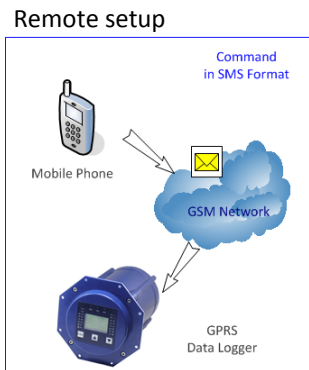 Remote setup
Command
in SMS Format
Mobile Phone
GSM Network
GPRS
Data Logger